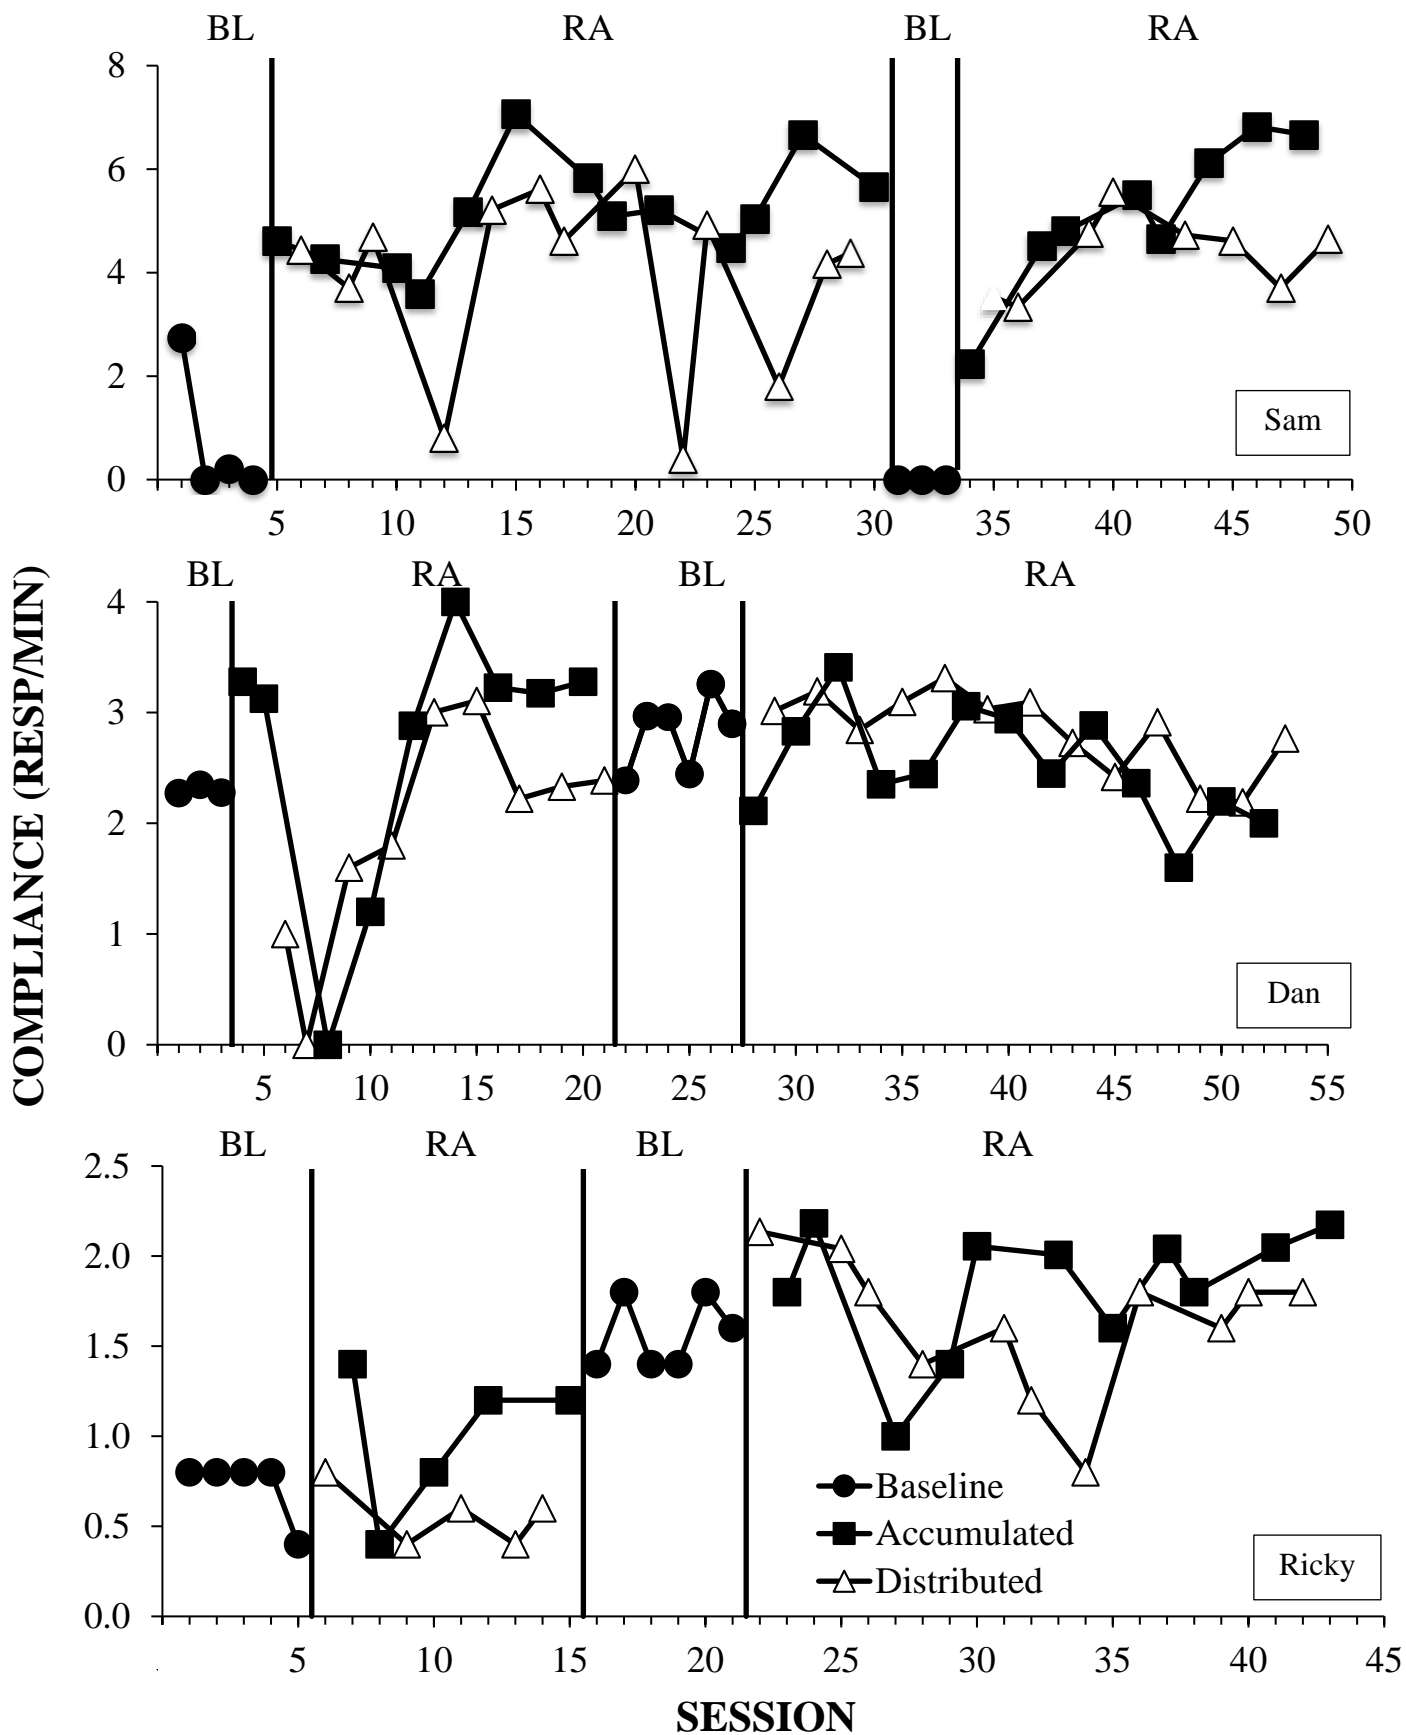 BL RA BL RA
8
6
4
2
0
5 10 15 20 25 30 35 40 45 50
Sam
COMPLIANCE (RESP/MIN)
BL RA BL RA
4
3
2
1
0
5 10 15 20 25 30 35 40 45 50 55
Dan
BL RA BL RA
2.5
2.0
1.5
1.0
0.5
0.0
5 10 15 20 25 30 35 40 45
Baseline
Accumulated
Distributed
Ricky
SESSION